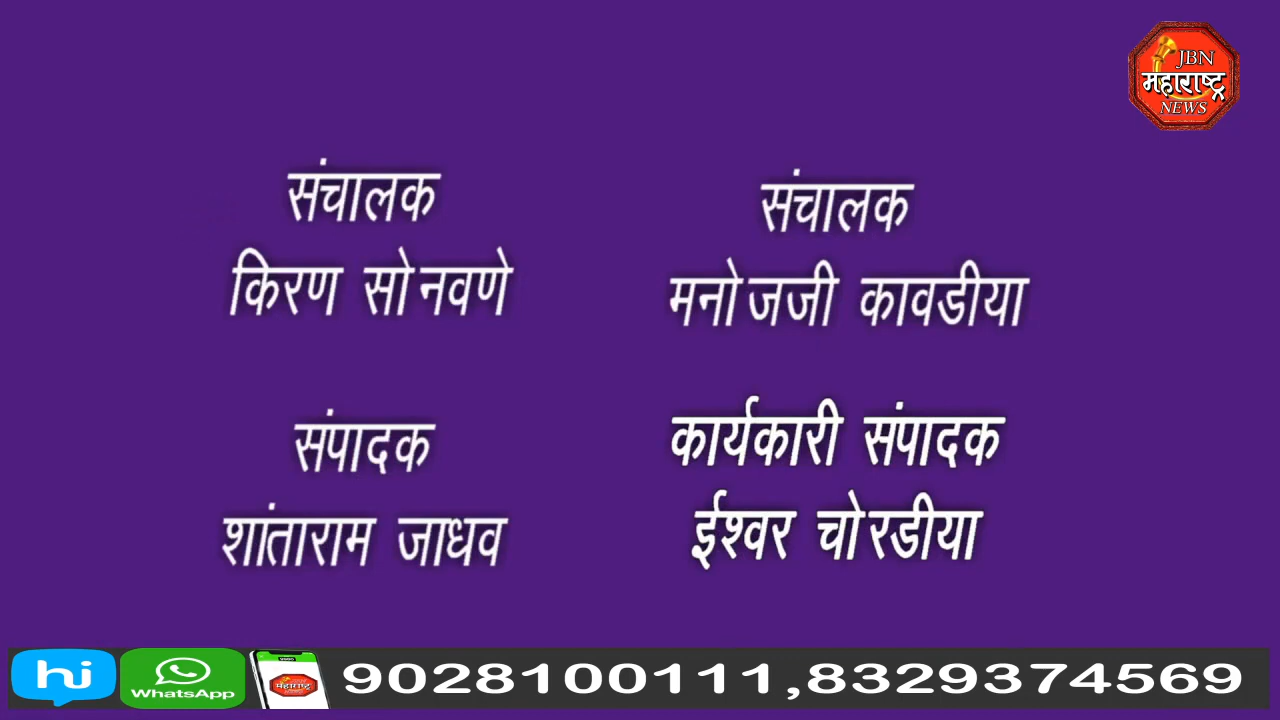 JBN
महाराष्ट्र
NEWS
संचालक
किरण सोनवणे
संचालक
मनोजजी कावडीया
संपादक
शांताराम जाधव
कार्यकारी संपादक
ईश्वर चोरडीया
hi
WhatsApp
महाराष्ट्र
9028100111,8329374569